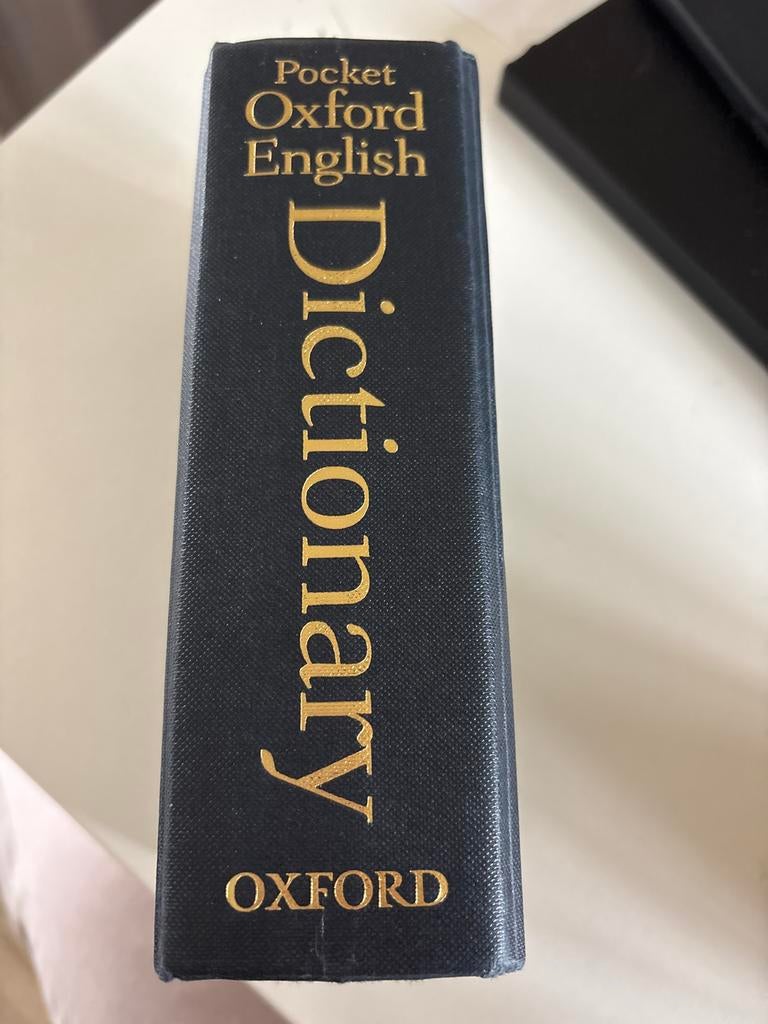 Pocket
Oxford
English
Dictionary
OXFORD